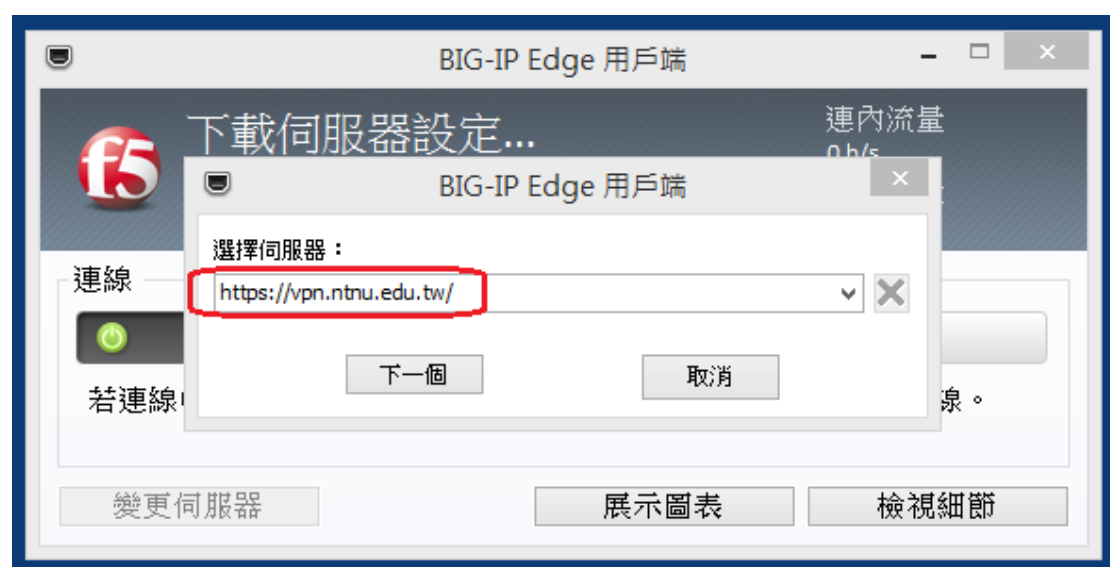 BIG-IP Edge 用戶端
f5
下載伺服器設定...
連內流量
0 b/s
BIG-IP Edge 用戶端
選擇伺服器：
https://vpn.ntnu.edu.tw/
下一個
取消
連線
若連線
線。
變更伺服器
展示圖表
檢視細節